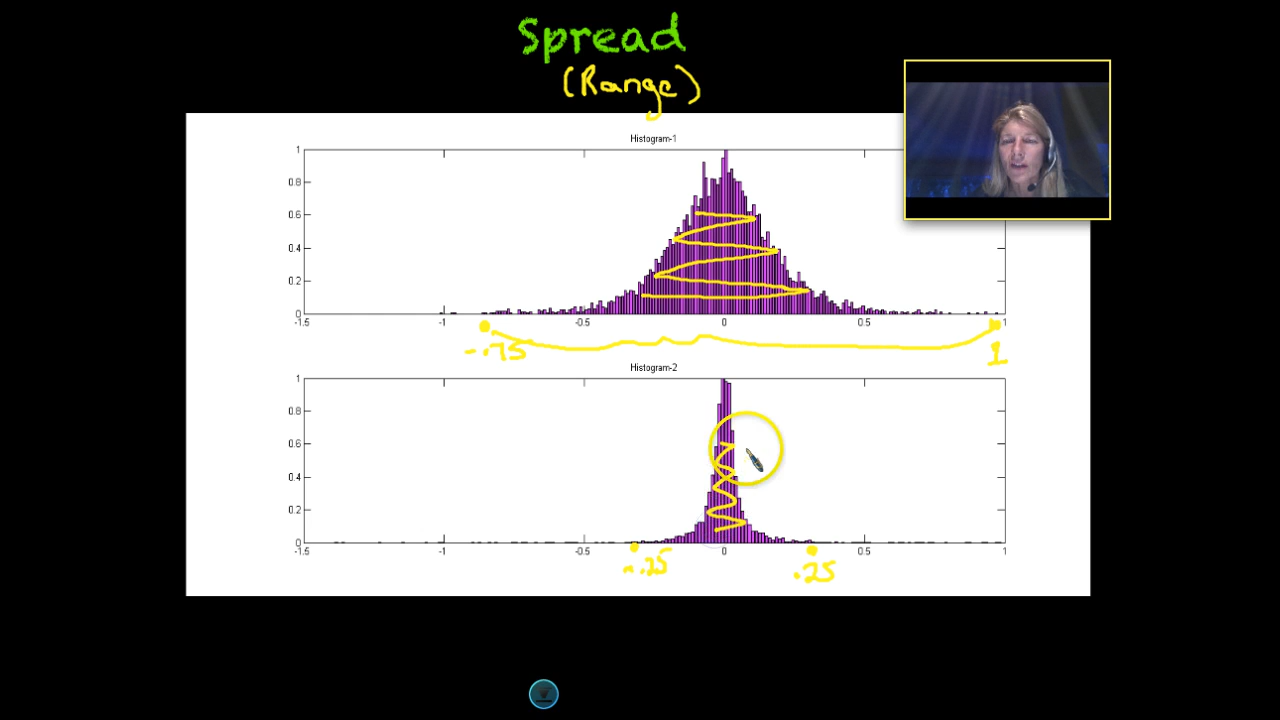 Spread
(Range)
Histogram-1
1
0.8
0.6
0.4
0.2
0
-1.5 -1 -0.5 0 0.5 1
-.75 1
Histogram-2
1
0.8
0.6
0.4
0.2
0
-1.5 -1 -0.5 0 0.5 1
-.25 .25